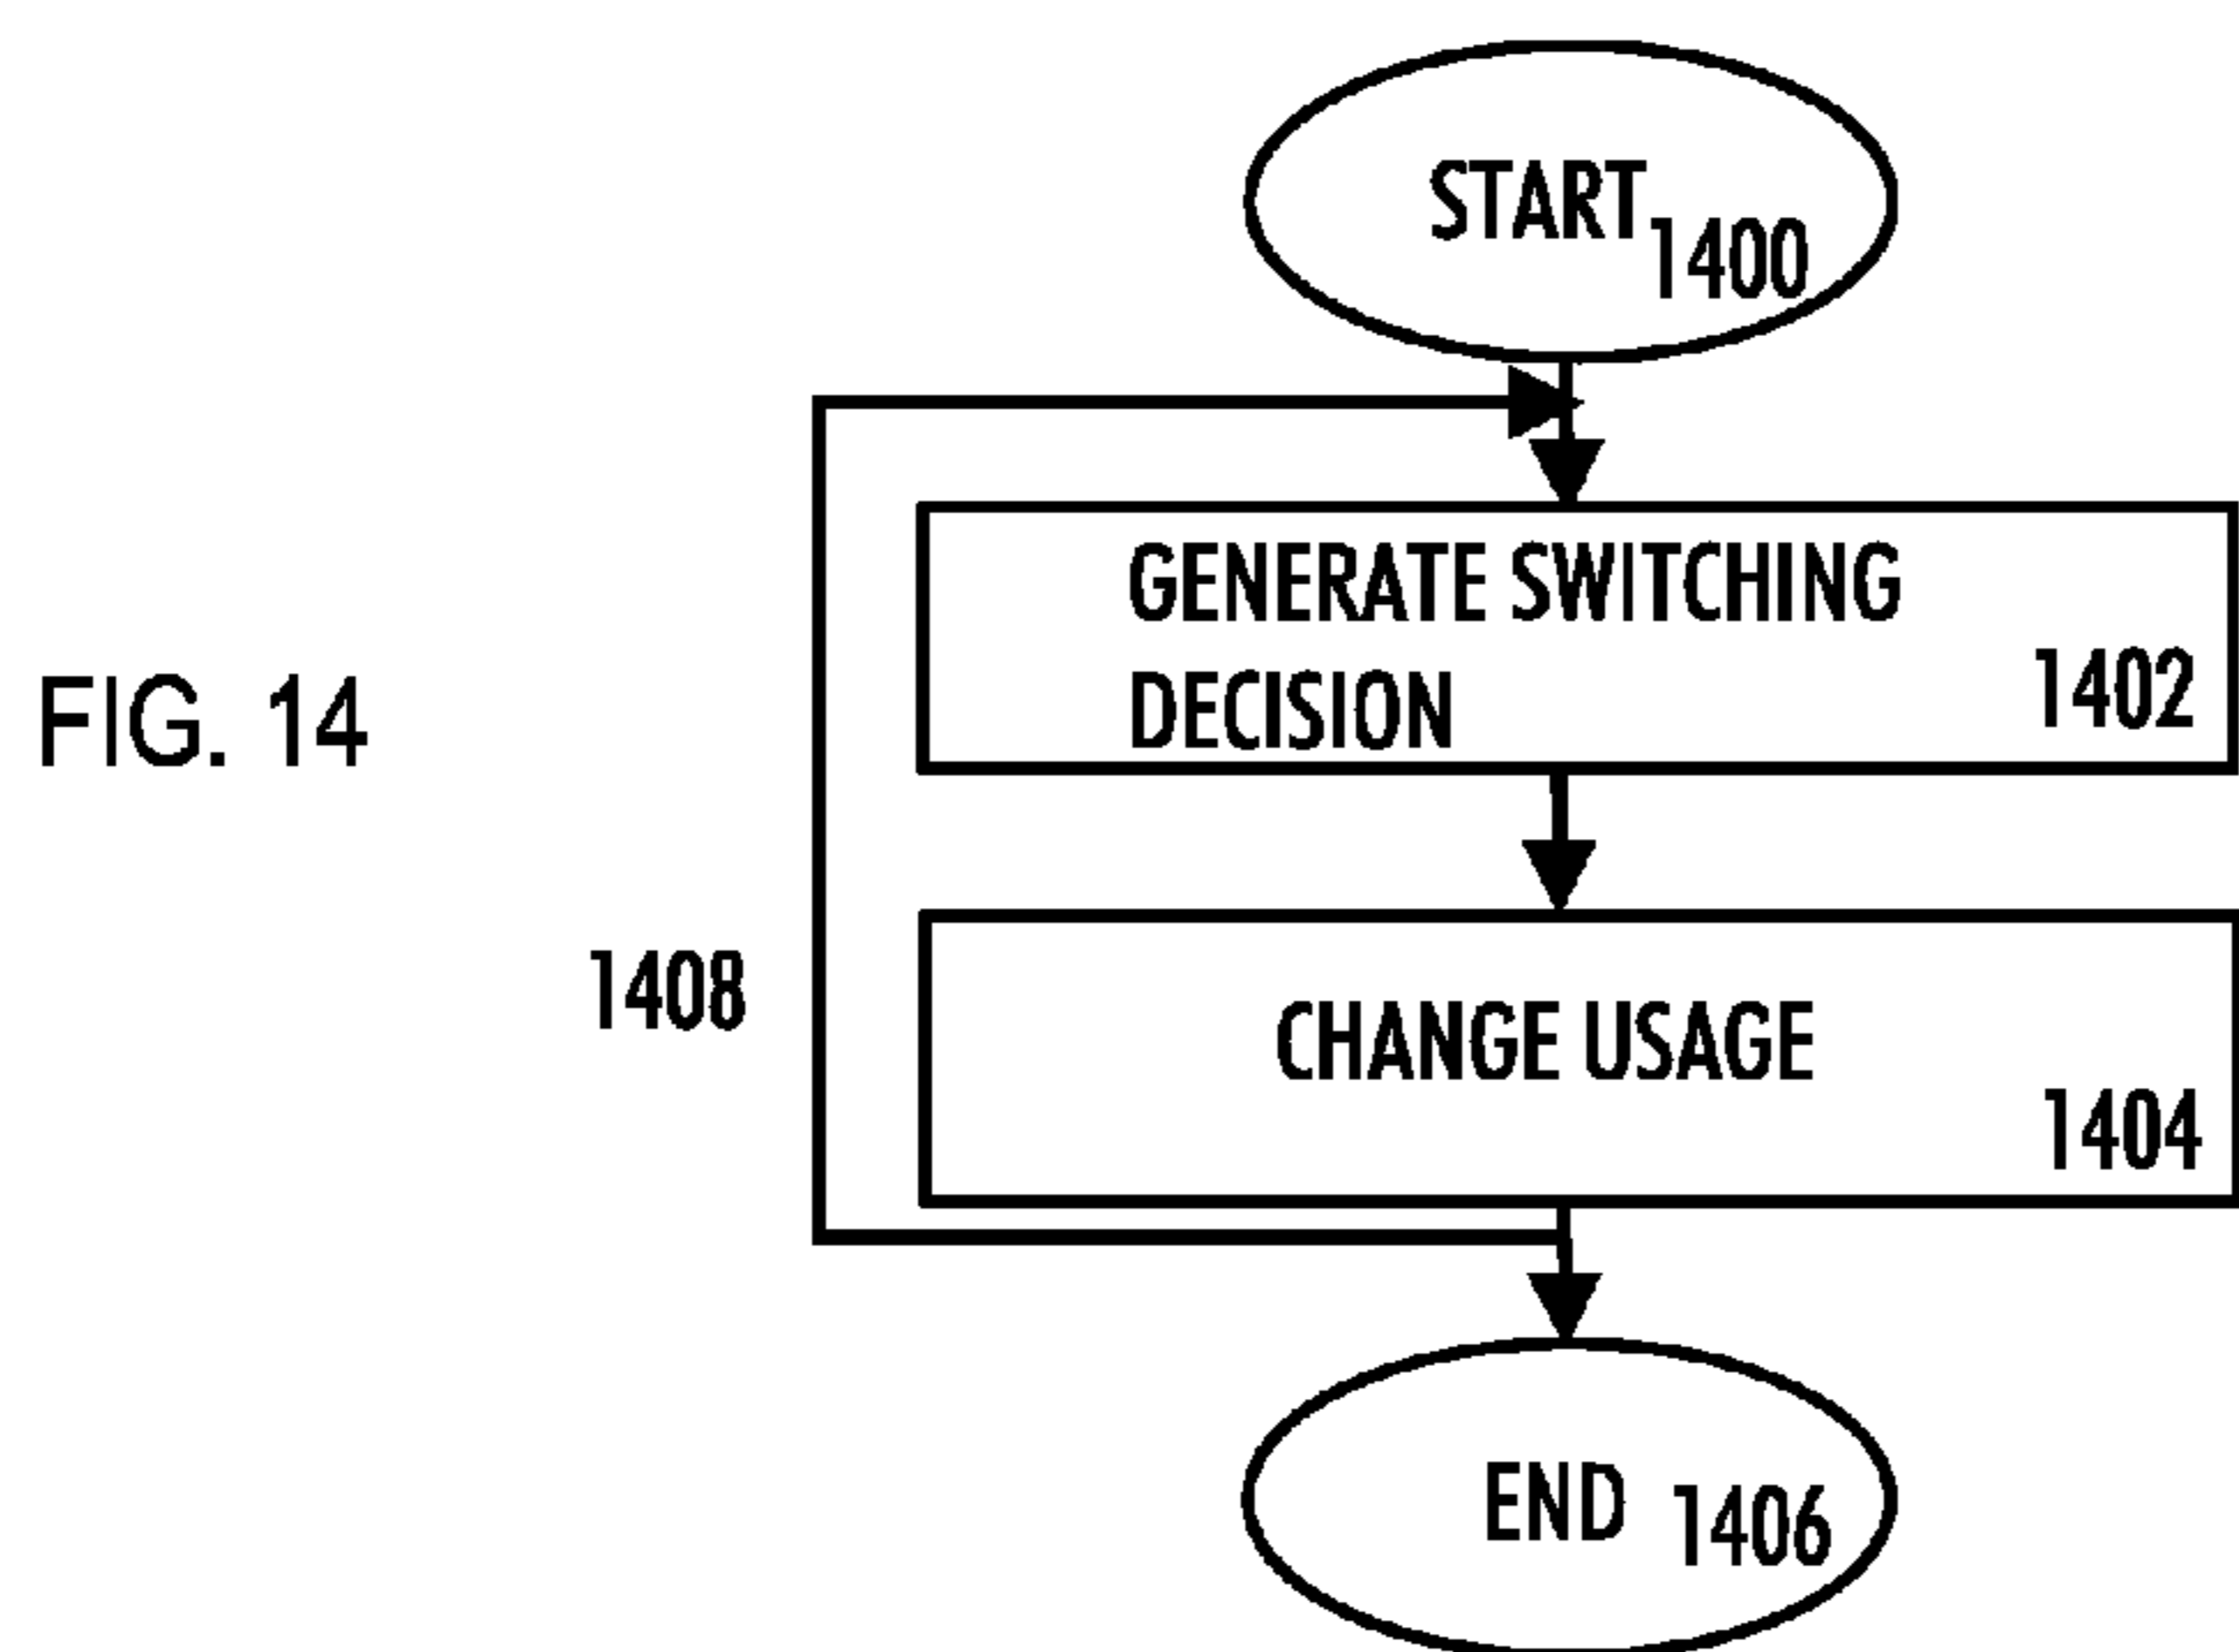 START
1400
GENERATE SWITCHING
DECISION
1402
FIG. 14
1408
CHANGE USAGE
1404
END
1406